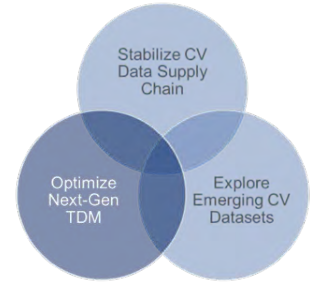 Stabilize CV
Data Supply
Chain
Optimize
Next-Gen
TDM
Explore
Emerging CV
Datasets